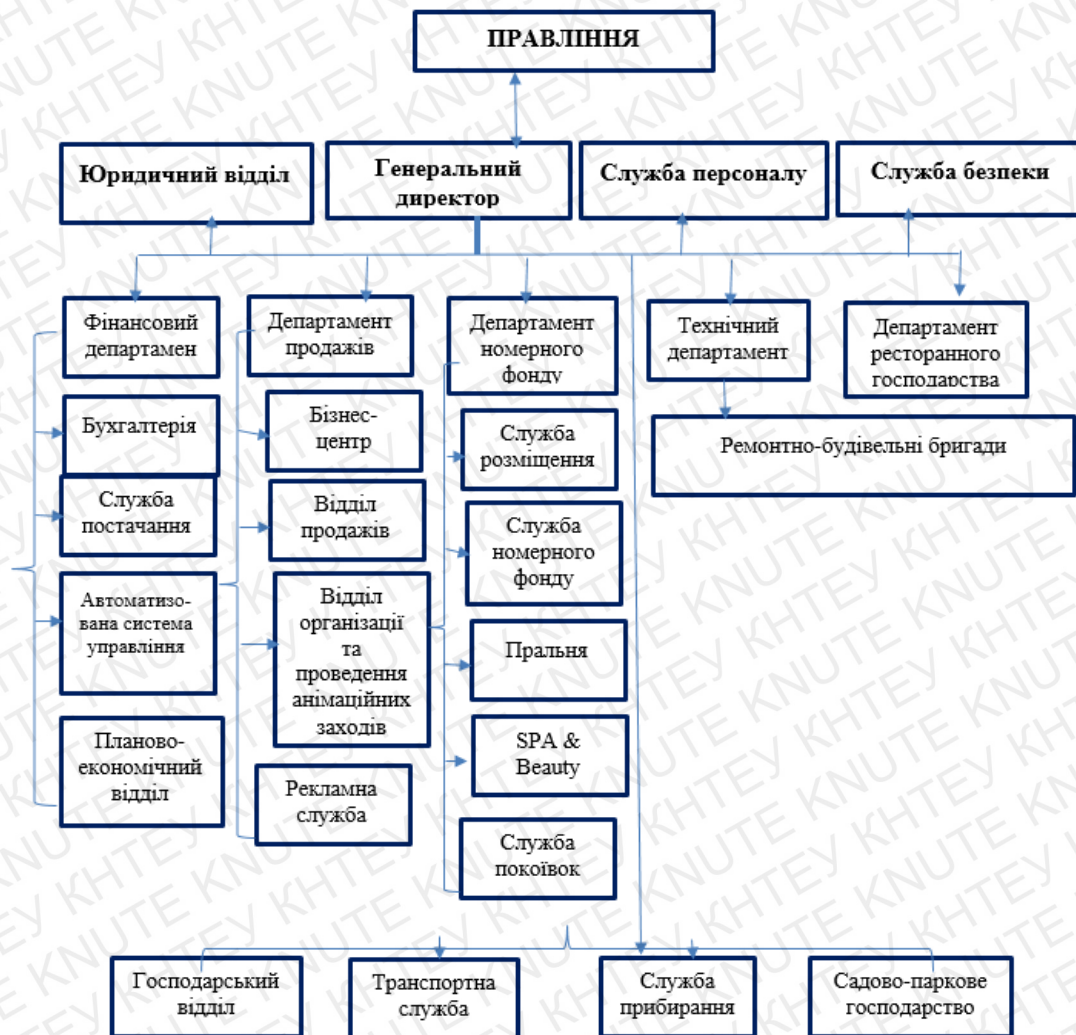 ПРАВЛІННЯ
Юридичний відділ
Генеральний
директор
Служба персоналу
Служба безпеки
Фінансовий
департамен
Департамент
продажів
Департамент
номерного
фонду
Технічний
департамент
Департамент
ресторанного
господарства
Бухгалтерія
Служба
постачання
Автоматизо-
вана система
управління
Планово-
економічний
відділ
Бізнес-
центр
Відділ
продажів
Відділ
організації
та
проведення
анімаційних
заходів
Рекламна
служба
Служба
розміщення
Служба
номерного
фонду
Пральня
SPA &
Beauty
Служба
покоївок
Ремонтно-будівельні бригади
Господарський
відділ
Транспортна
служба
Служба
прибирання
Садово-паркове
господарство
KNUTE КНТЕУ